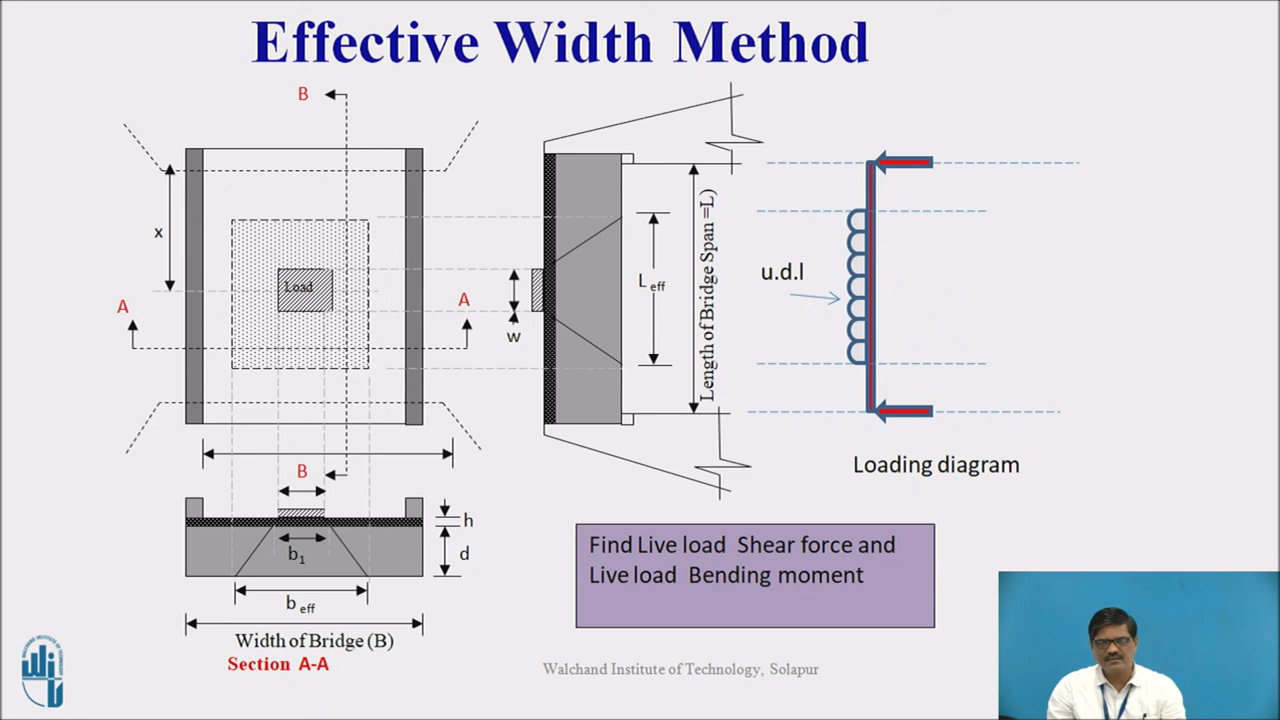 Effective Width Method
B
x
Load
A
A
w
L eff
Length of Bridge Span =L)
u.d.l
Loading diagram
B
h
b1
d
b eff
Width of Bridge (B)
Section A-A
Find Live load Shear force and
Live load Bending moment
Walchand Institute of Technology, Solapur